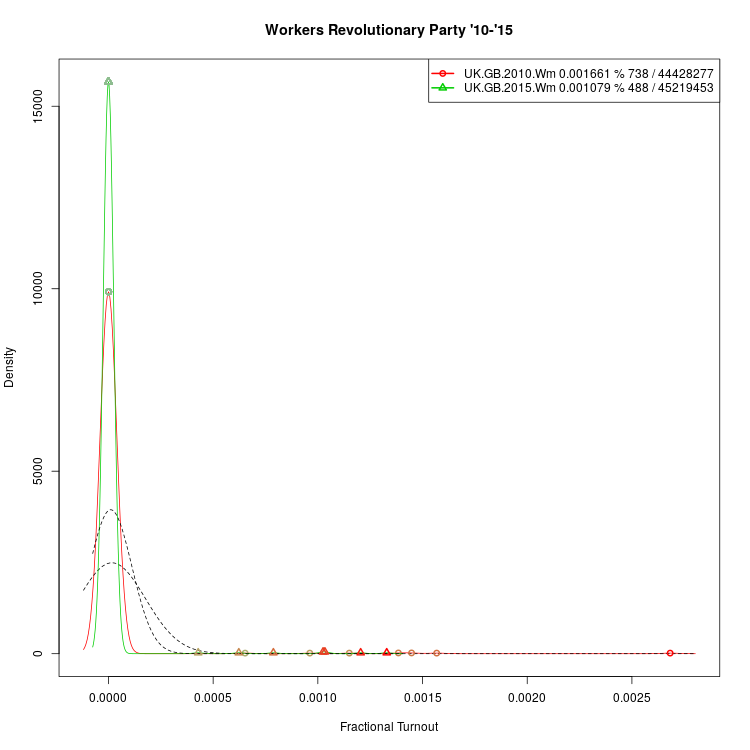 Workers Revolutionary Party '10-'15
UK.GB.2010.Wm 0.001661 % 738 / 44428277
UK.GB.2015.Wm 0.001079 % 488 / 45219453
15000
10000
5000
0
Density
0.0000 0.0005 0.0010 0.0015 0.0020 0.0025
Fractional Turnout